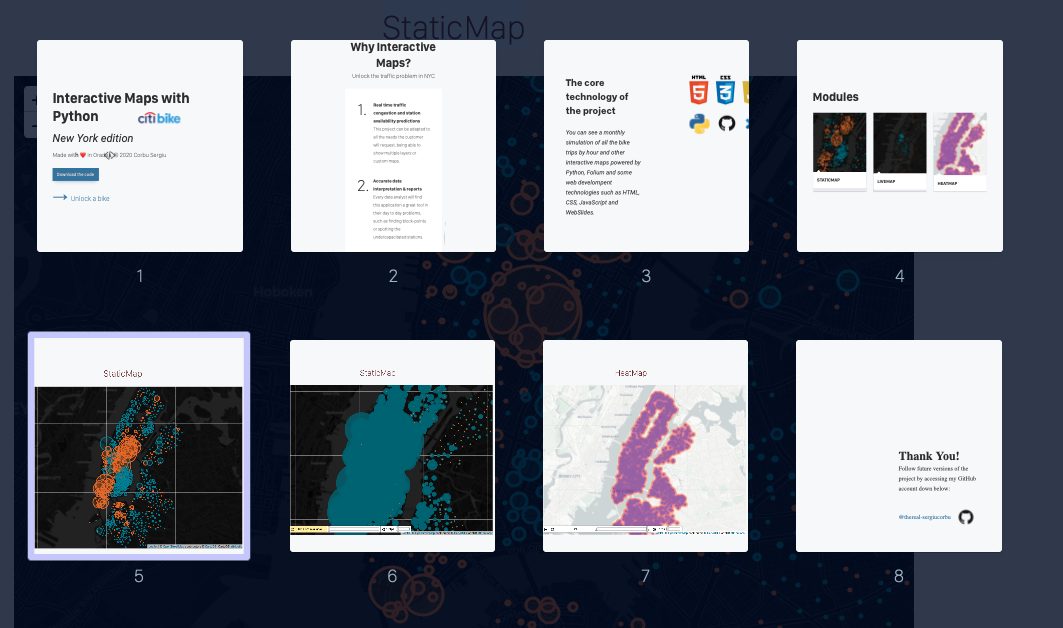 StaticMap
Interactive Maps with
Python
citibike
New York edition
Made with ❤ in
© 2020 Corbu Sergiu
Download the code
Unlock a bike
1
Why Interactive
Maps?
Unlock the traffic problem in NYC
1.
Real time traffic
congestion and station
availability predictions
This project can be adapted to
all the needs the customer
will request, being able to
show multiple layers or
custom maps.
2.
Accurate data
interpretation & reports
Every data analyst will find
this application a great tool in
their day to day problems,
such as finding block-points
or spotting the
undercapacitated stations.
2
The core
technology of
the project
HTML
CSS
You can see a monthly
simulation of all the bike
trips by hour and other
interactive maps powered by
Python, Folium and some
web development
technologies such as HTML,
CSS, JavaScript and
WebSlides.
3
Modules
STATICMAP
LIVEMAP
HEATMAP
4
Hoboken
StaticMap
5
StaticMap
6
HeatMap
7
Thank You!
Follow future versions of the
project by accessing my GitHub
account down below:
@thereal-sergiucorbu
8